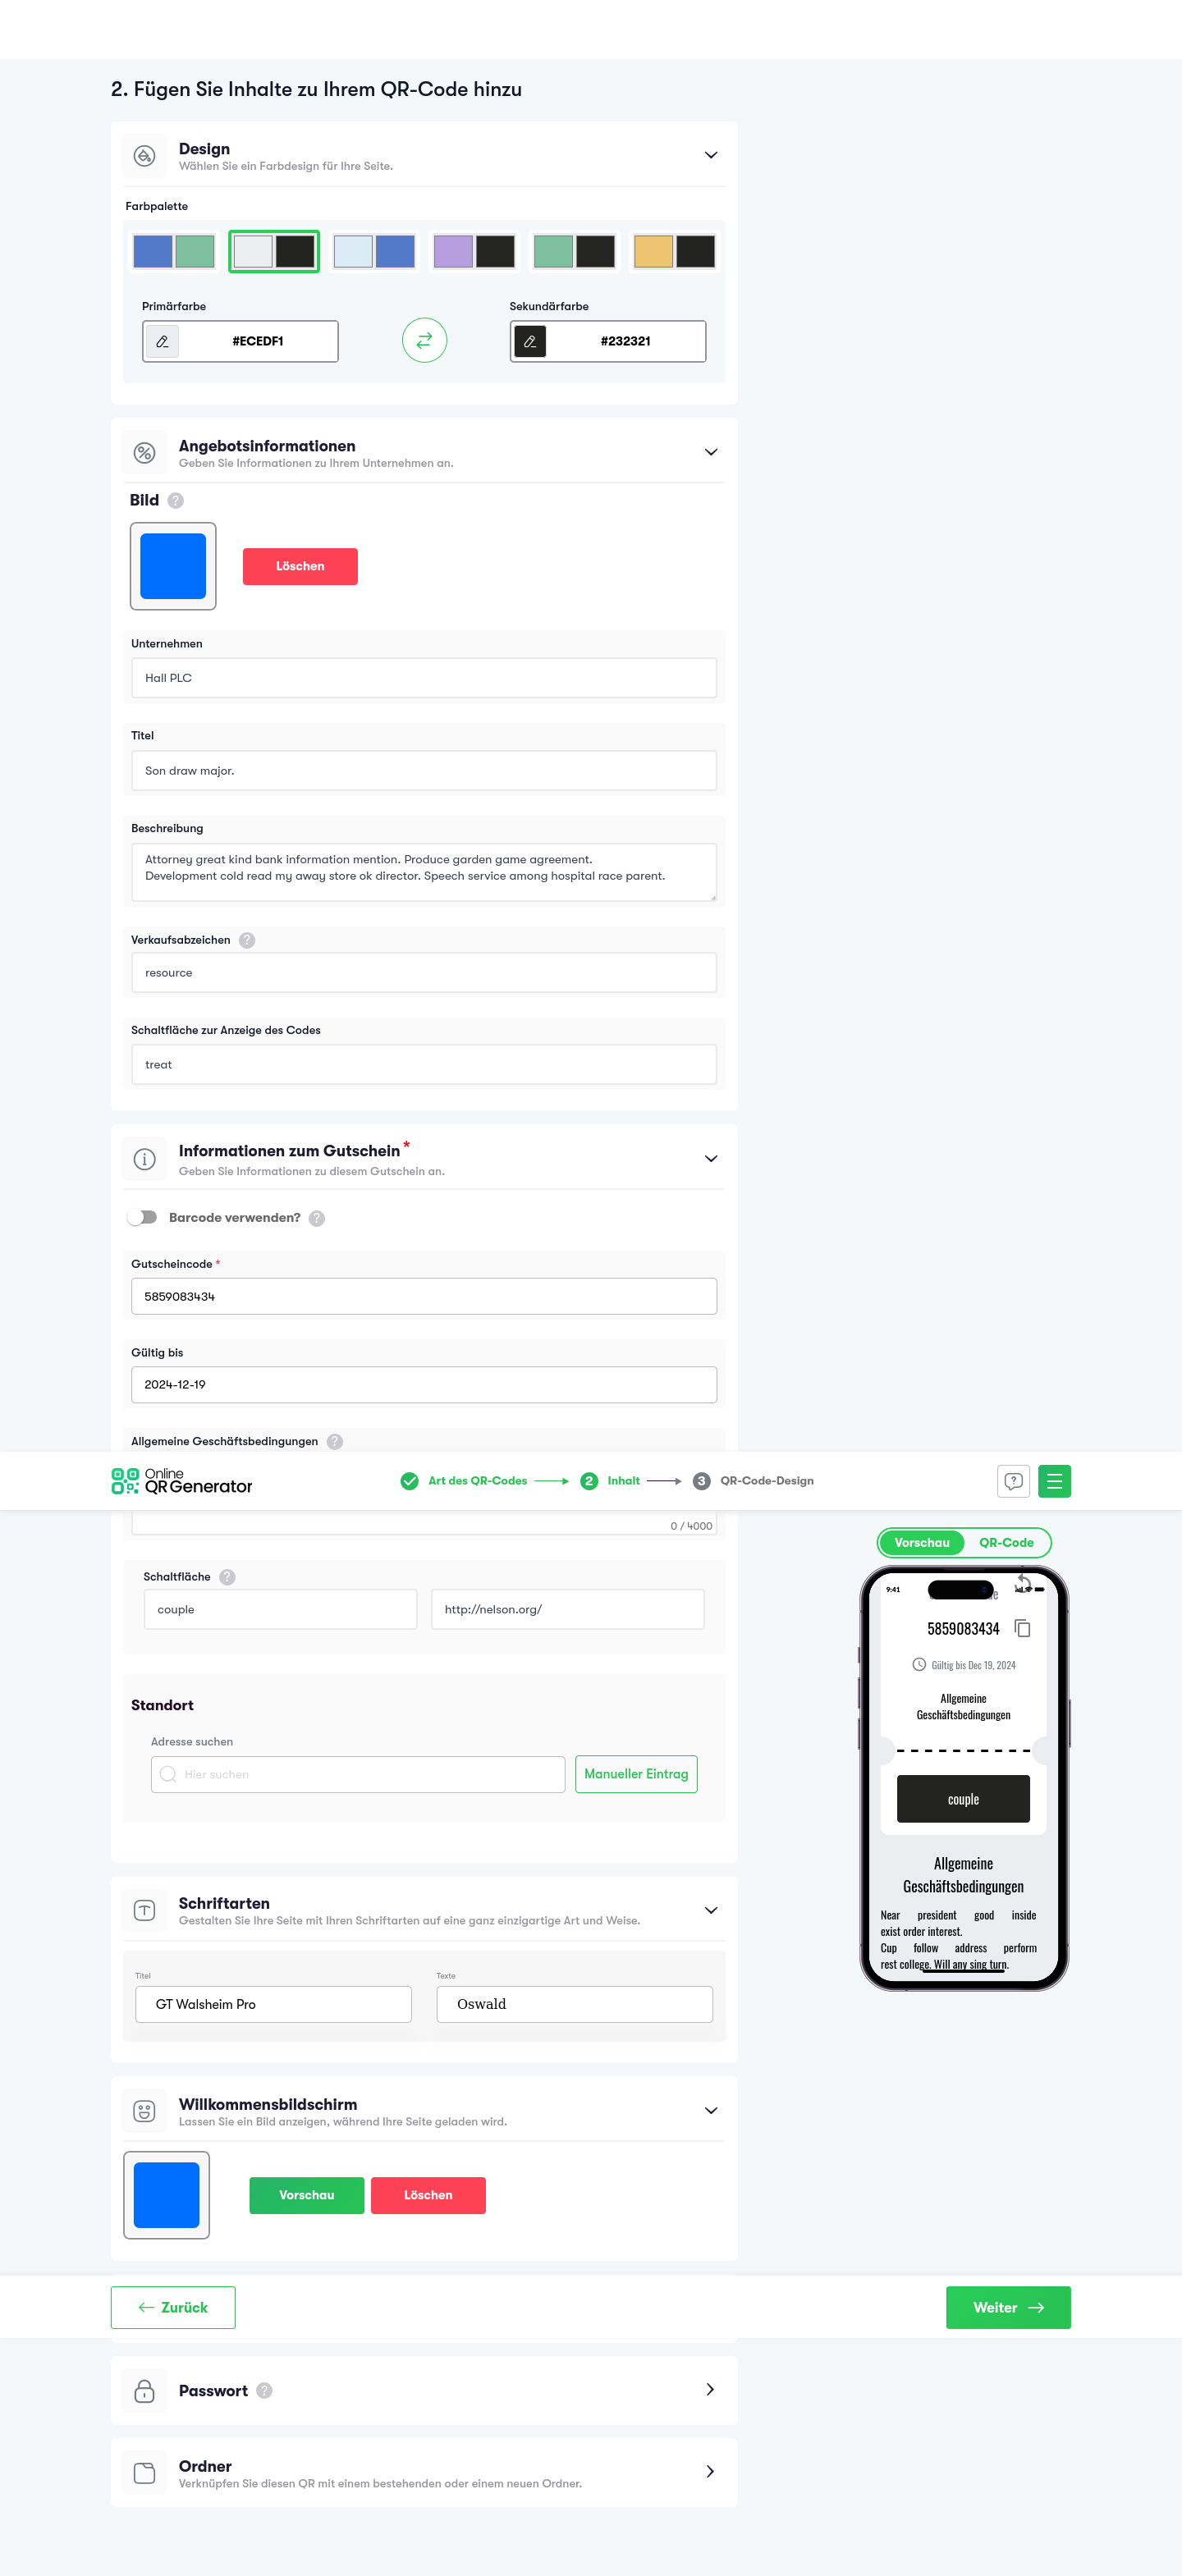 2. Fügen Sie Inhalte zu Ihrem QR-Code hinzu
Design
Wählen Sie ein Farbdesign für Ihre Seite.
Farbpalette
Primärfarbe
Sekundärfarbe
#ECEDF1
#232321
Angebotsinformationen
Geben Sie Informationen zu Ihrem Unternehmen an.
Bild ?
Löschen
Unternehmen
Hall PLC
Titel
Son draw major.
Beschreibung
Attorney great kind bank information mention. Produce garden game agreement.
Development cold read my away store ok director. Speech service among hospital race parent.
Verkaufsabzeichen ?
resource
Schaltfläche zur Anzeige des Codes
treat
Informationen zum Gutschein *
Geben Sie Informationen zu diesem Gutschein an.
Barcode verwenden? ?
Gutscheincode *
5859083434
Gültig bis
2024-12-19
Allgemeine Geschäftsbedingungen ?
Online
QR Generator
Art des QR-Codes
2 Inhalt
3 QR-Code-Design
?
0 / 4000
Schaltfläche ?
couple
http://nelson.org/
Standort
Adresse suchen
Hier suchen
Manueller Eintrag
Schriftarten
Gestalten Sie Ihre Seite mit Ihren Schriftarten auf eine ganz einzigartige Art und Weise.
Titel
GT Walsheim Pro
Texte
Oswald
Willkommensbildschirm
Lassen Sie ein Bild anzeigen, während Ihre Seite geladen wird.
Vorschau
Löschen
Vorschau
QR-Code
9:41
5859083434
Gültig bis Dec 19, 2024
Allgemeine
Geschäftsbedingungen
couple
Allgemeine
Geschäftsbedingungen
Near president good inside
exist order interest.
Cup follow address perform
rest college. Will any sing turn.
Zurück
Weiter
Passwort ?
Ordner
Verknüpfen Sie diesen QR mit einem bestehenden oder einem neuen Ordner.